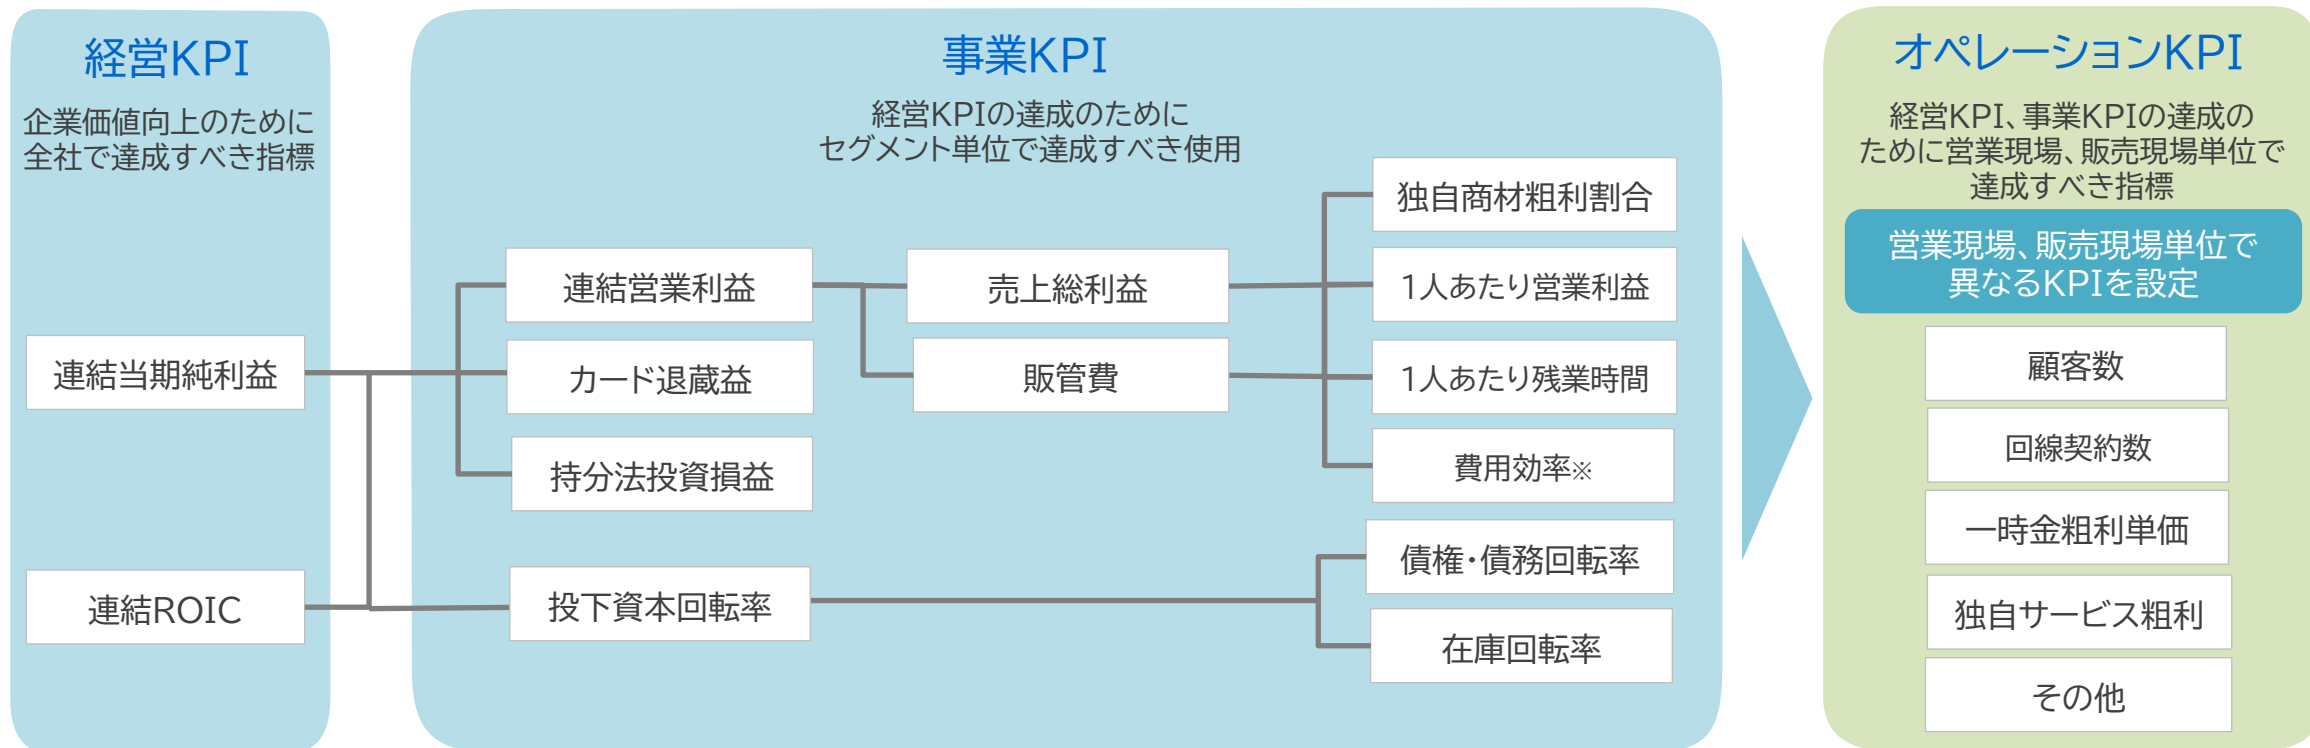 経営KPI
企業価値向上のために
全社で達成すべき指標
連結当期純利益
連結ROIC
事業KPI
経営KPIの達成のために
セグメント単位で達成すべき使用
連結営業利益
カード退蔵益
持分法投資損益
投下資本回転率
売上総利益
販管費
独自商材粗利割合
1人あたり営業利益
1人あたり残業時間
費用効率※
債権・債務回転率
在庫回転率
オペレーションKPI
経営KPI、事業KPIの達成の
ために営業現場、販売現場単位で
達成すべき指標
営業現場、販売現場単位で
異なるKPIを設定
顧客数
回線契約数
一時金粗利単価
独自サービス粗利
その他